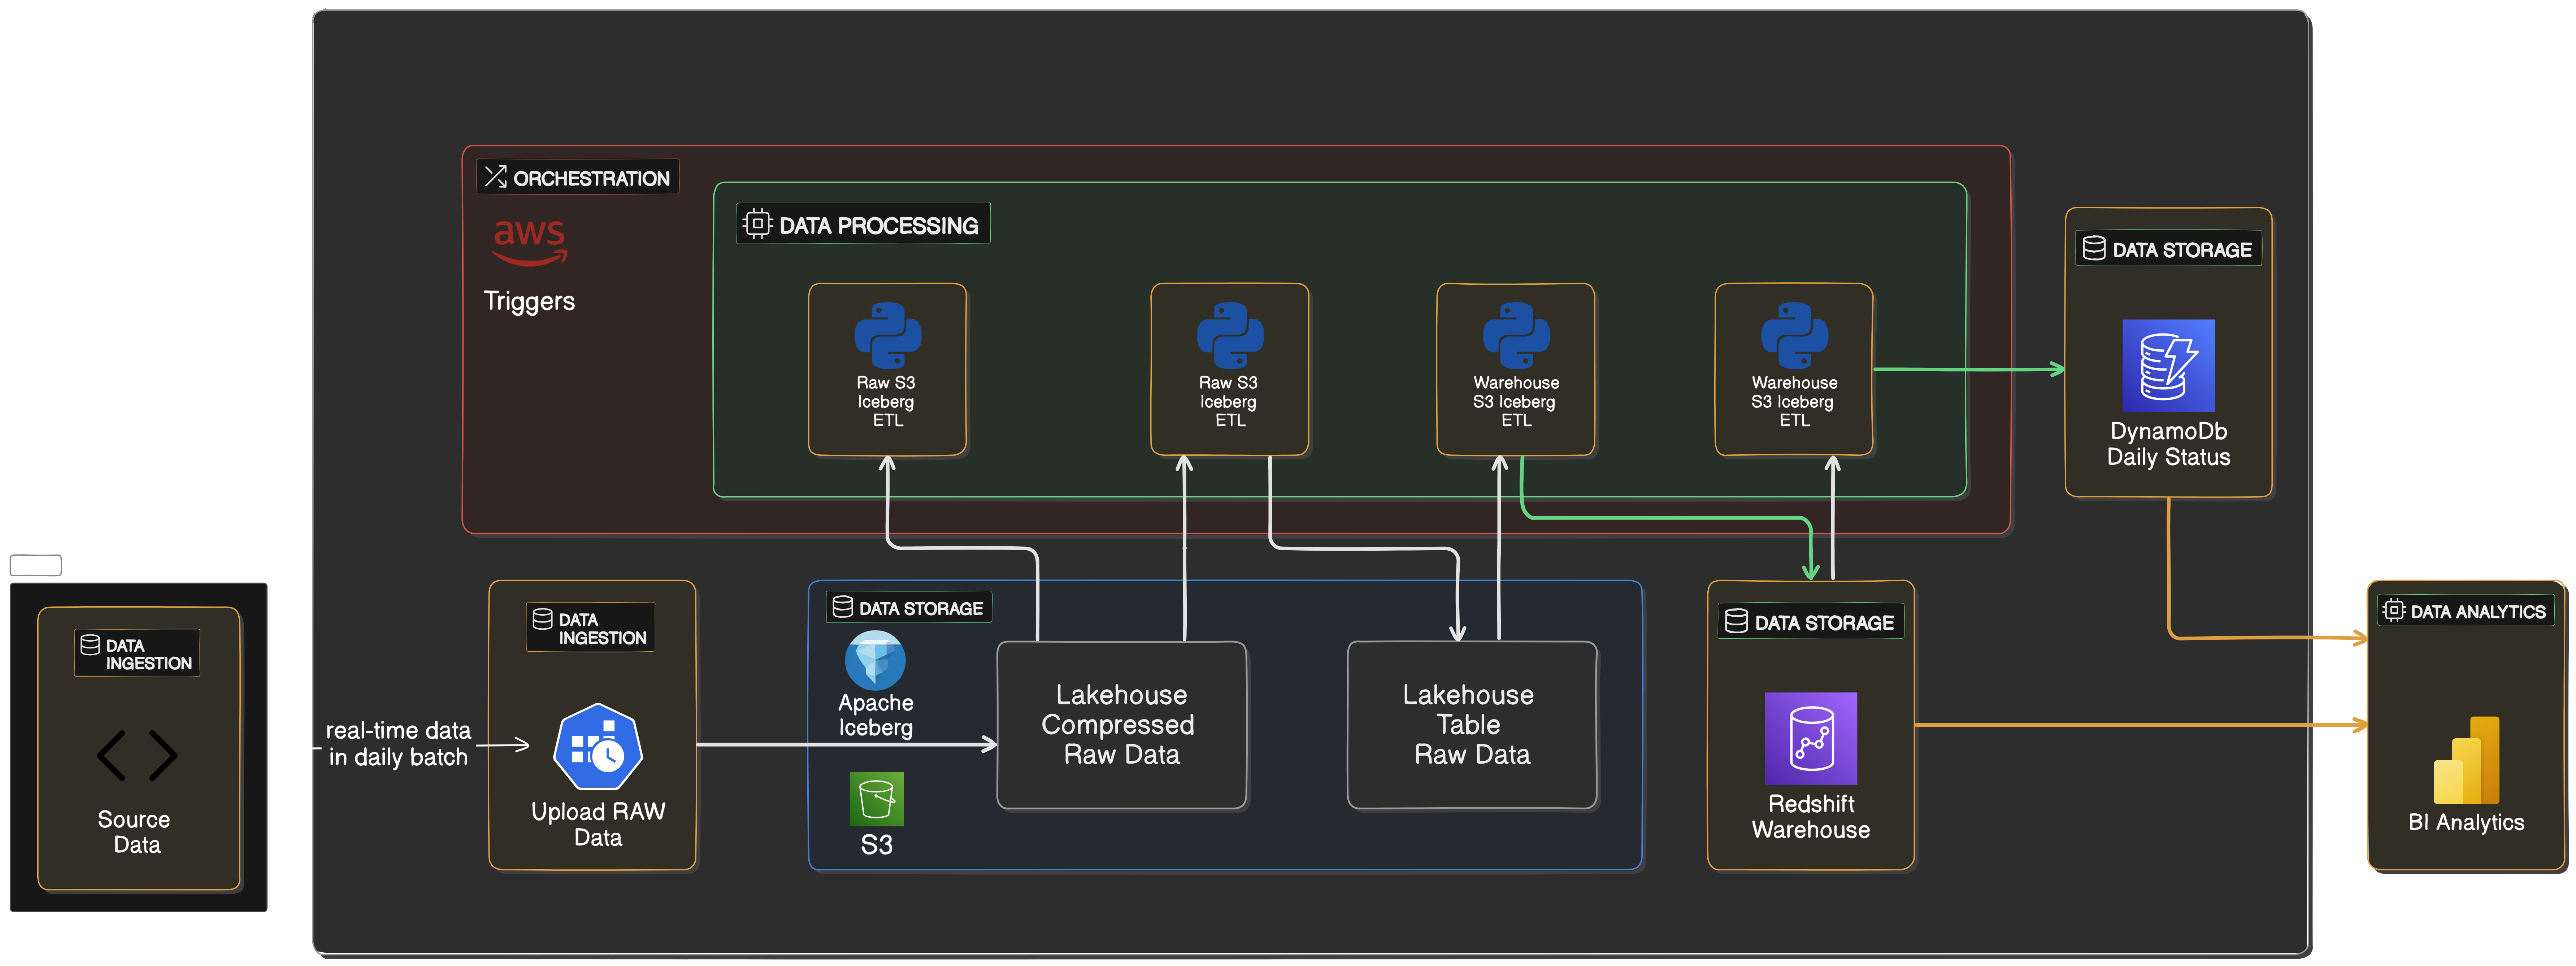 ORCHESTRATION
aws
Triggers
DATA PROCESSING
Raw S3
Iceberg
ETL
Raw S3
Iceberg
ETL
Warehouse
S3 Iceberg
ETL
Warehouse
S3 Iceberg
ETL
DATA STORAGE
DynamoDb
Daily Status
DATA
INGESTION
Source
Data
real-time data
in daily batch
DATA
INGESTION
Upload RAW
Data
DATA STORAGE
Apache
Iceberg
S3
Lakehouse
Compressed
Raw Data
Lakehouse
Table
Raw Data
DATA STORAGE
Redshift
Warehouse
DATA ANALYTICS
BI Analytics